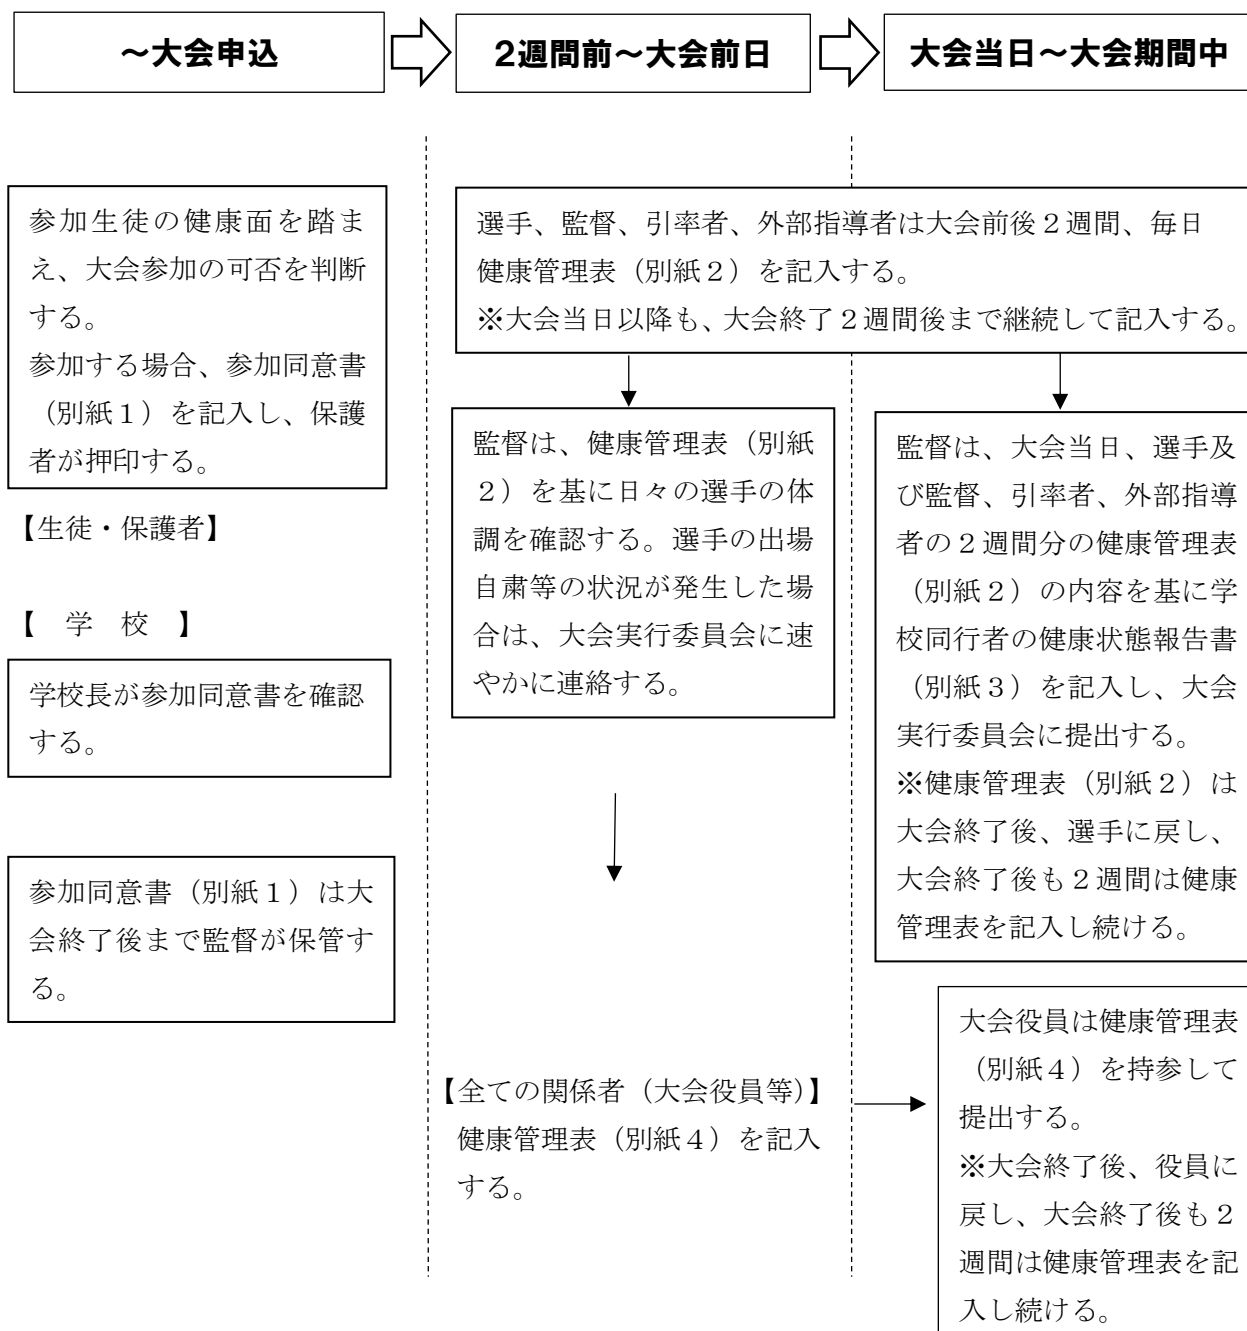 ～大会申込
2週間前～大会前日
大会当日～大会期間中
参加生徒の健康面を踏ま
え、大会参加の可否を判断
する。
参加する場合、参加同意書
（別紙１）を記入し、保護
者が押印する。
【生徒・保護者】
【　学　校　】
学校長が参加同意書を確認
する。
参加同意書（別紙１）は大
会終了後まで監督が保管す
る。
選手、監督、引率者、外部指導者は大会前後２週間、毎日
健康管理表（別紙２）を記入する。
※大会当日以降も、大会終了２週間後まで継続して記入する。
監督は、健康管理表（別紙
２）を基に日々の選手の体
調を確認する。選手の出場
自粛等の状況が発生した場
合は、大会実行委員会に速
やかに連絡する。
【全ての関係者（大会役員等）】
健康管理表（別紙４）を記入
する。
監督は、大会当日、選手及
び監督、引率者、外部指導
者の２週間分の健康管理表
（別紙２）の内容を基に学
校同行者の健康状態報告書
（別紙３）を記入し、大会
実行委員会に提出する。
※健康管理表（別紙２）は
大会終了後、選手に戻し、
大会終了後も２週間は健康
管理表を記入し続ける。
大会役員は健康管理表
（別紙４）を持参して
提出する。
※大会終了後、役員に
戻し、大会終了後も２
週間は健康管理表を記
入し続ける。